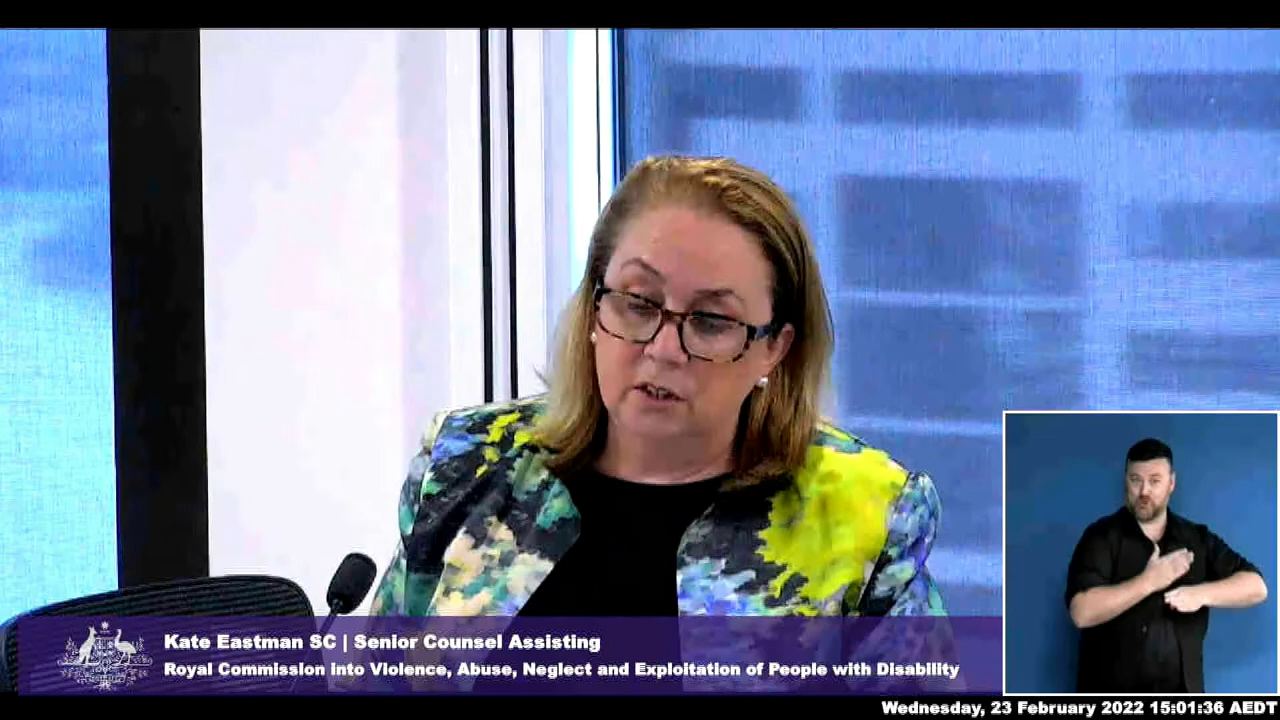 Kate Eastman SC | Senior Counsel Assisting
Royal Commission into Violence, Abuse, Neglect and Exploitation of People with Disability
Wednesday, 23 February 2022 15:01:36 AEDT